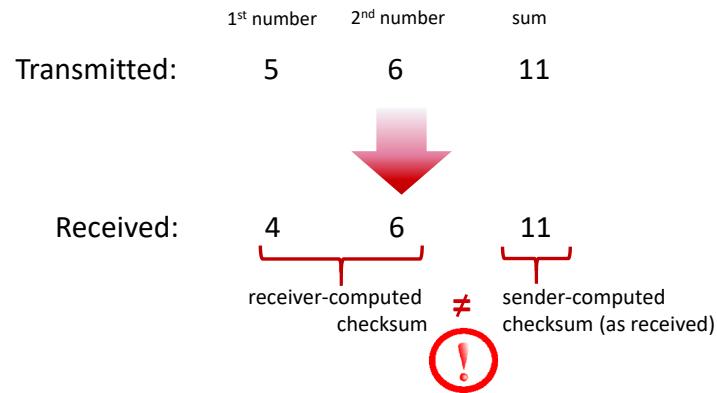 1st number 2nd number sum
Transmitted: 5 6 11
Received: 4 6 11
receiver-computed
checksum
≠
sender-computed
checksum (as received)
!